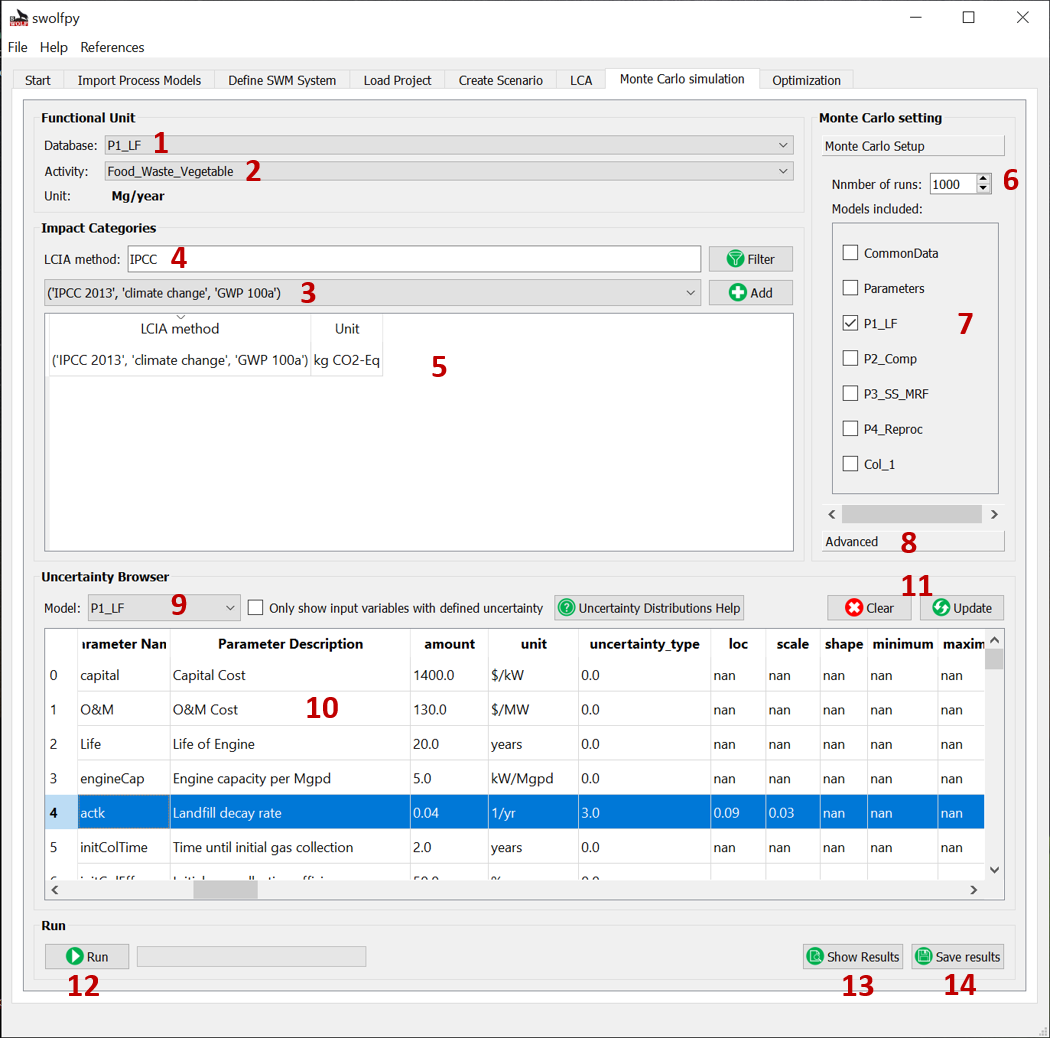 swolfpy
File Help References
Start Import Process Models Define SWM System Load Project Create Scenario LCA Monte Carlo simulation Optimization
Functional Unit
Database: P1_LF 1
Activity: Food_Waste_Vegetable 2
Unit: Mg/year
Impact Categories
LCIA method: IPCC 4 Filter
('IPCC 2013', 'climate change', 'GWP 100a') 3 Add
LCIA method Unit
('IPCC 2013', 'climate change', 'GWP 100a') kg CO2-Eq 5
Monte Carlo setting
Monte Carlo Setup
Nnmber of runs: 1000 6
Models included:
CommonData
Parameters
P1_LF 7
P2_Comp
P3_SS_MRF
P4_Reproc
Col_1
Advanced 8
Uncertainty Browser
11
Model: P1_LF 9 Only show input variables with defined uncertainty Uncertainty Distributions Help Clear Update
rameter Nan Parameter Description amount unit uncertainty_type loc scale shape minimum maxim
0 capital Capital Cost 1400.0 $/kW 0.0 nan nan nan nan nan
1 O&M O&M Cost 10 130.0 $/MW 0.0 nan nan nan nan nan
2 Life Life of Engine 20.0 years 0.0 nan nan nan nan nan
3 engineCap Engine capacity per Mgpd 5.0 kW/Mgpd 0.0 nan nan nan nan nan
4 actk Landfill decay rate 0.04 1/yr 3.0 0.09 0.03 nan nan nan
5 initColTime Time until initial gas collection 2.0 years 0.0 nan nan nan nan nan
Run
Run Show Results Save results
12 13 14